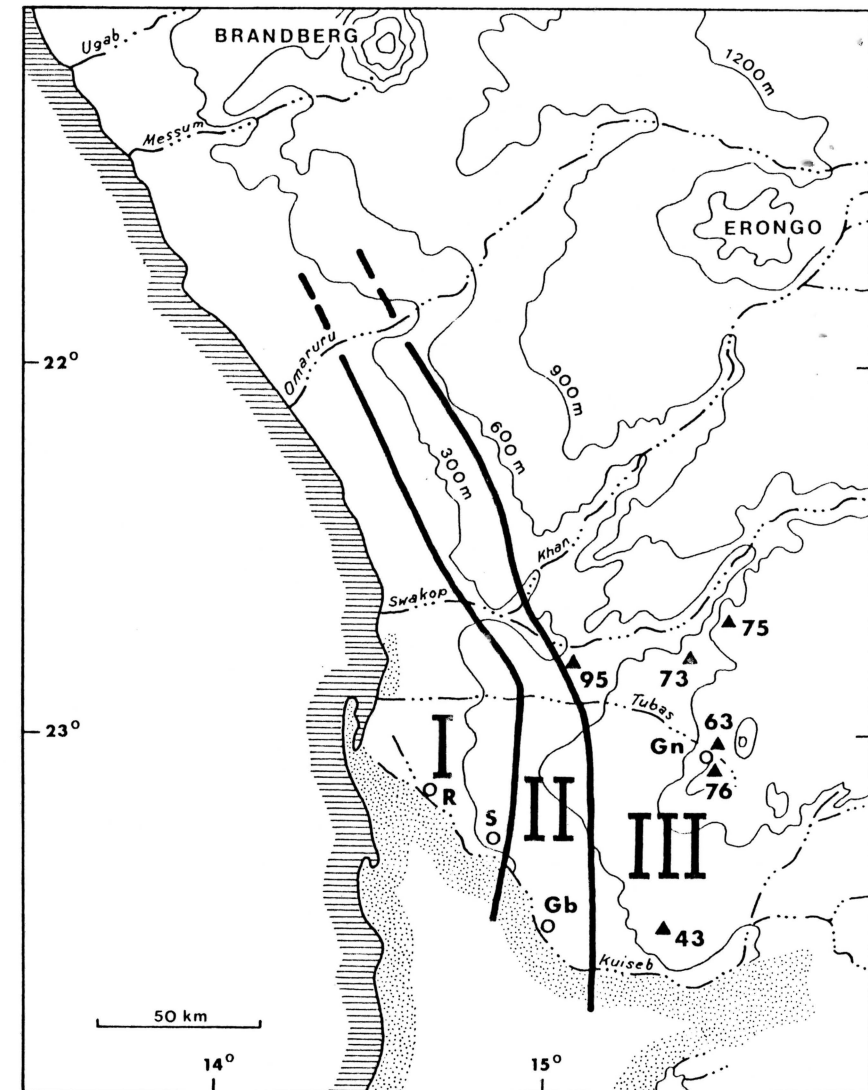 Ugab
BRANDBERG
1200m
Messum
ERONGO
22°
Omaruru
900m
600m
300m
Khan
Swakop
75
95
73
Tubas
23°
63
Gn
D
76
I
R
S
II
III
Gb
43
Kuiseb
50 km
14°
15°